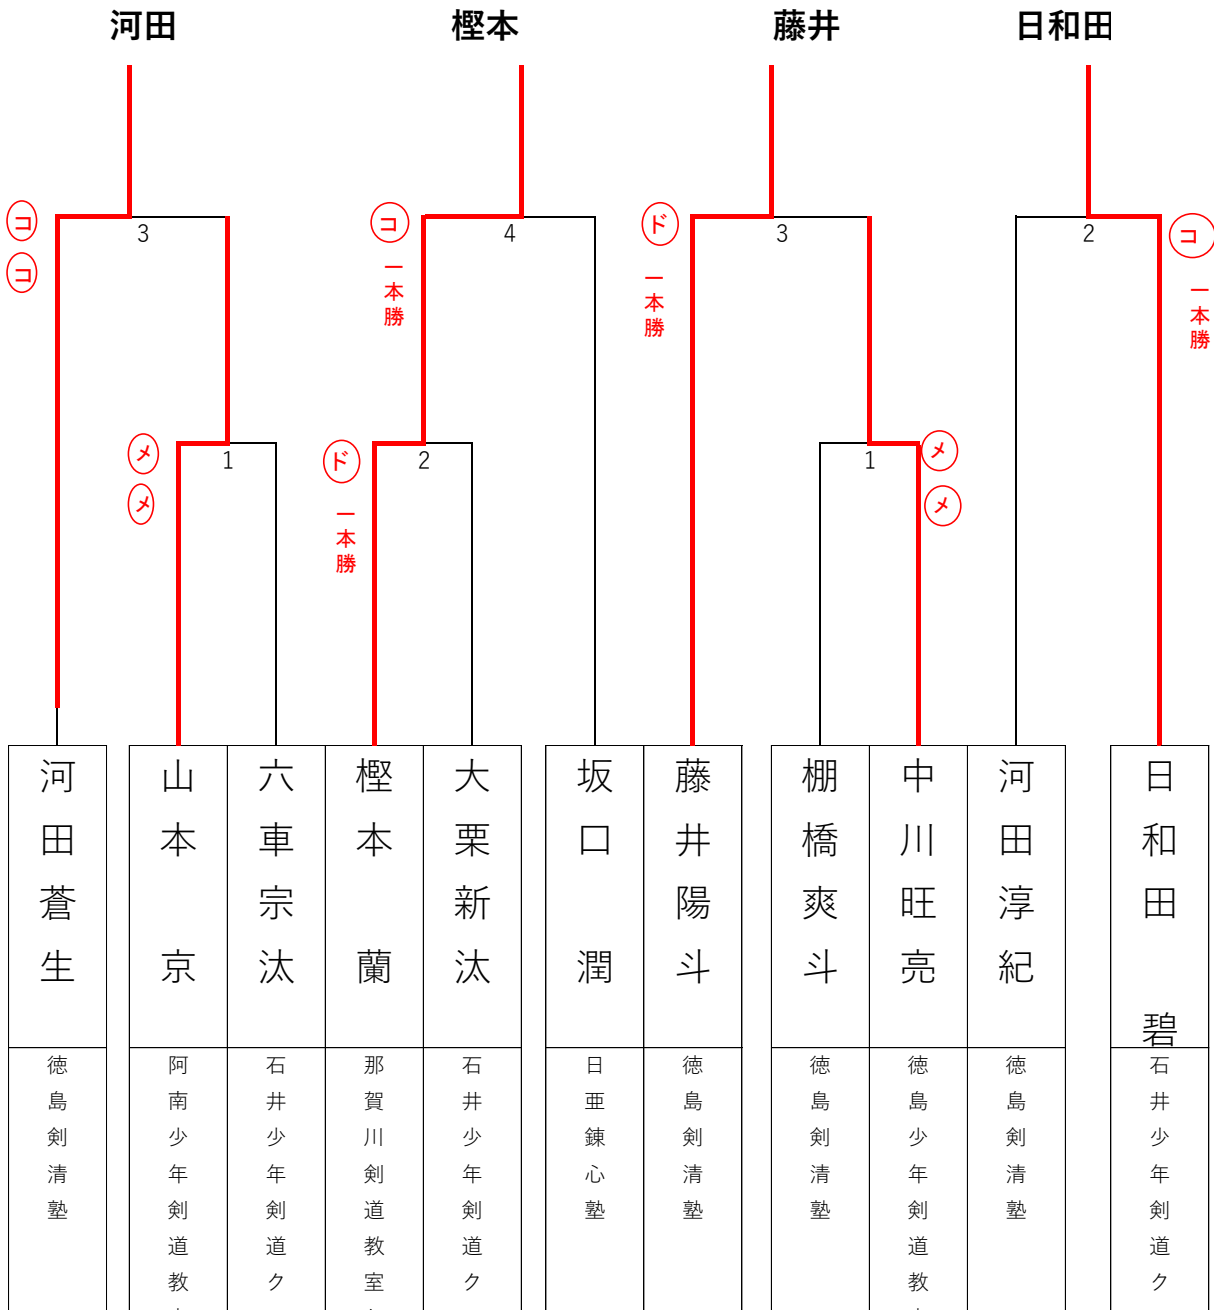 河田
樫本
藤井
日和田
コ
コ
3
コ
一本勝
4
ド
一本勝
3
2
コ
一本勝
メ
メ
1
ド
一本勝
2
1
メ
メ
河田蒼生
山本 京
六車宗汰
樫本 蘭
大栗新汰
坂口 潤
藤井陽斗
棚橋爽斗
中川旺亮
河田淳紀
日和田 碧
徳島剣清塾
阿南少年剣道教
石井少年剣道ク
那賀川剣道教室
石井少年剣道ク
日亜錬心塾
徳島剣清塾
徳島剣清塾
徳島少年剣道教
徳島剣清塾
石井少年剣道ク